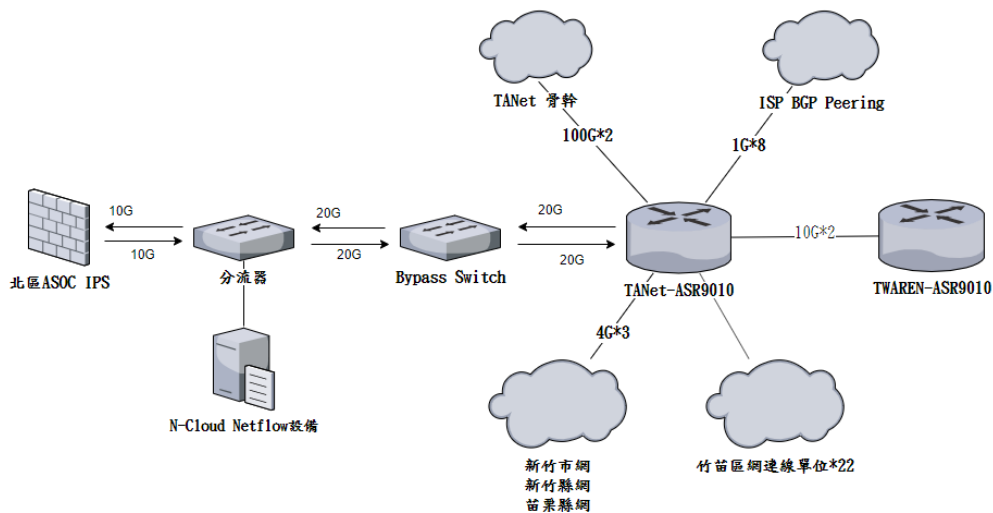 TANet 骨幹
ISP BGP Peering
100G*2
1G*8
10G
10G
20G
20G
20G
20G
10G*2
北區ASOC IPS
分流器
Bypass Switch
TANet-ASR9010
TWAREN-ASR9010
4G*3
N-Cloud Netflow設備
新竹市網
新竹縣網
苗栗縣網
竹苗區網連線單位*22